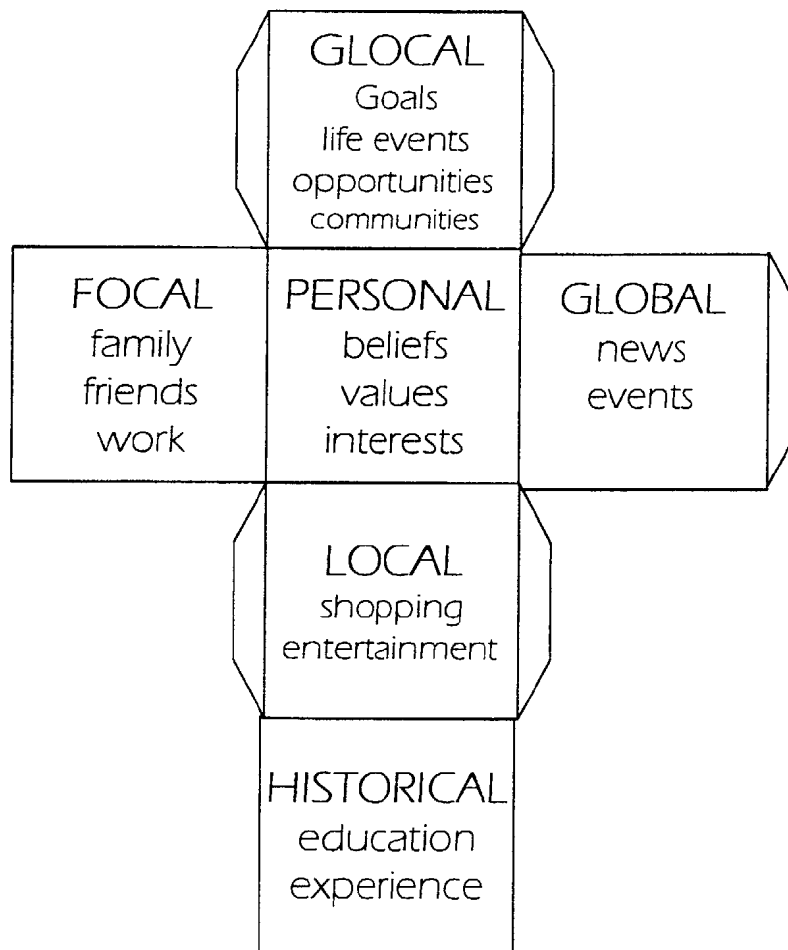 GLOCAL
Goals
life events
opportunities
communities
FOCAL
family
friends
work
PERSONAL
beliefs
values
interests
GLOBAL
news
events
LOCAL
shopping
entertainment
HISTORICAL
education
experience